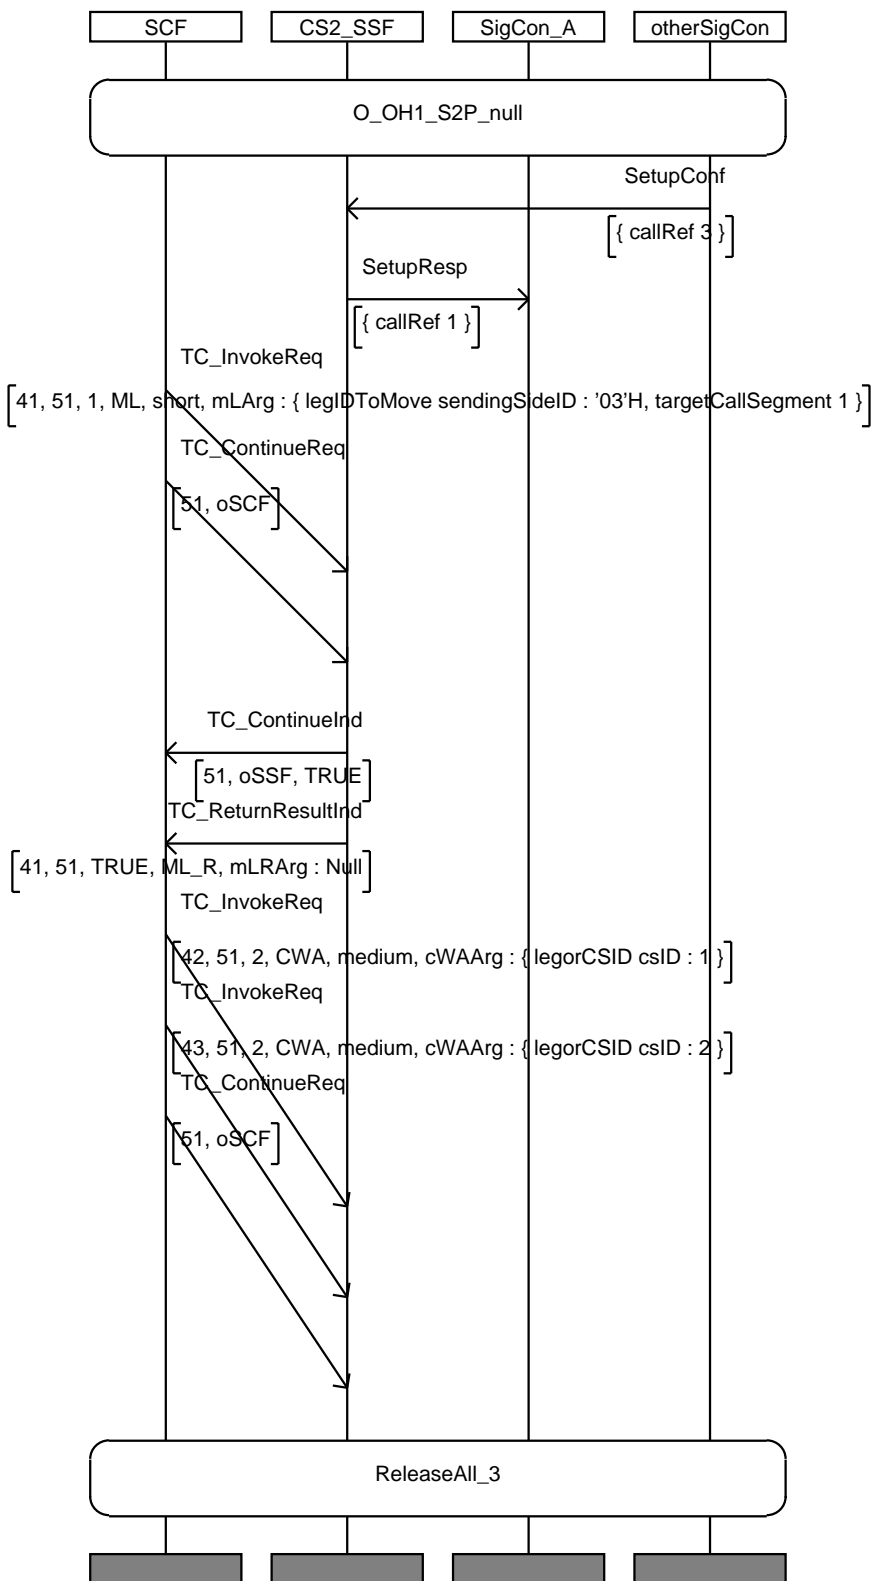 SCF CS2_SSF SigCon_A otherSigCon
O_OH1_S2P_null
SetupConf
{ callRef 3 }
SetupResp
{ callRef 1 }
TC_InvokeReq
41, 51, 1, ML, short, mLArg : { legIDToMove sendingSideID : '03'H, targetCallSegment 1 }
TC_ContinueReq
51, oSCF
TC_ContinueInd
51, oSSF, TRUE
TC_ReturnResultInd
41, 51, TRUE, ML_R, mLRArg : Null
TC_InvokeReq
42, 51, 2, CWA, medium, cWAArg : { legorCSID csID : 1 }
TC_InvokeReq
43, 51, 2, CWA, medium, cWAArg : { legorCSID csID : 2 }
TC_ContinueReq
51, oSCF
ReleaseAll_3